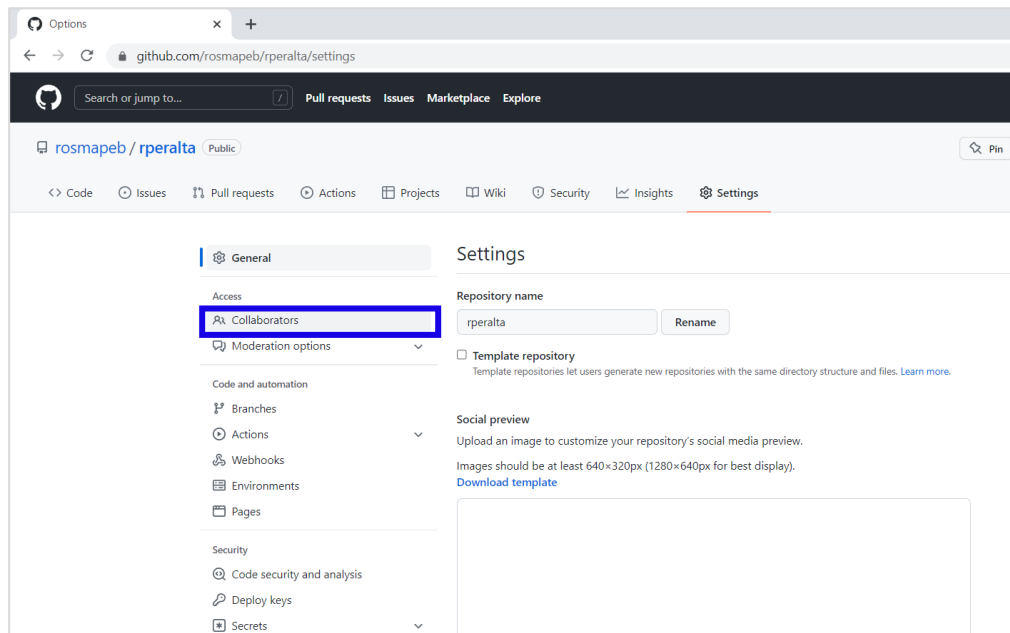 Options
github.com/rosmapeb/rperalta/settings
Search or jump to... / Pull requests Issues Marketplace Explore
rosmapeb / rperalta Public Pin
Code Issues Pull requests Actions Projects Wiki Security Insights Settings
General
Access
Collaborators
Moderation options
Code and automation
Branches
Actions
Webhooks
Environments
Pages
Security
Code security and analysis
Deploy keys
Secrets
Settings
Repository name
rperalta Rename
Template repository
Template repositories let users generate new repositories with the same directory structure and files. Learn more.
Social preview
Upload an image to customize your repository's social media preview.
Images should be at least 640×320px (1280×640px for best display).
Download template